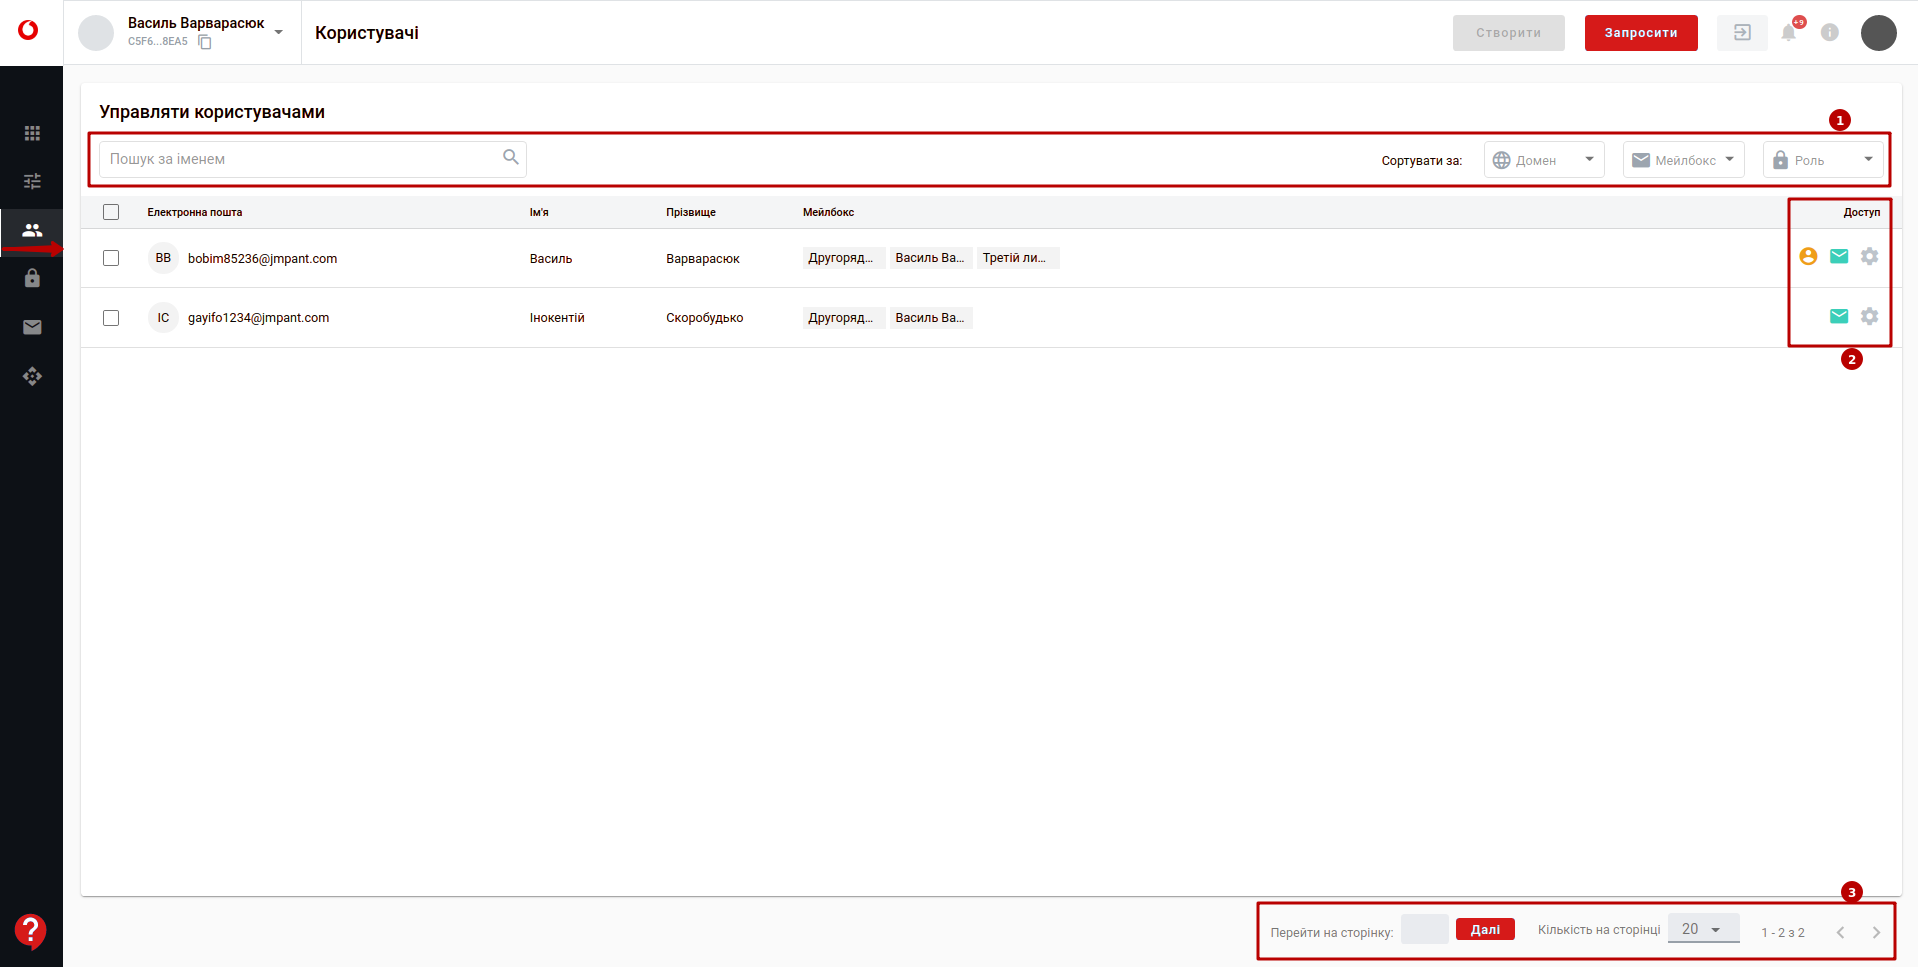 Василь Варварасюк
C5F6...8EA5
Користувачі
Створити
Запросити
+9
Управляти користувачами
1
Пошук за іменем
Сортувати за:
Домен
Мейлбокс
Роль
Електронна пошта
Ім'я
Прізвище
Мейлбокс
Доступ
ВВ
bobim85236@jmpant.com
Василь
Варварасюк
Другоряд...
Василь Ва...
Третій ли...
ІС
gayifo1234@jmpant.com
Інокентій
Скоробудько
Другоряд...
Василь Ва...
2
3
?
Перейти на сторінку:
Далі
Кількість на сторінці
20
1 - 2 з 2